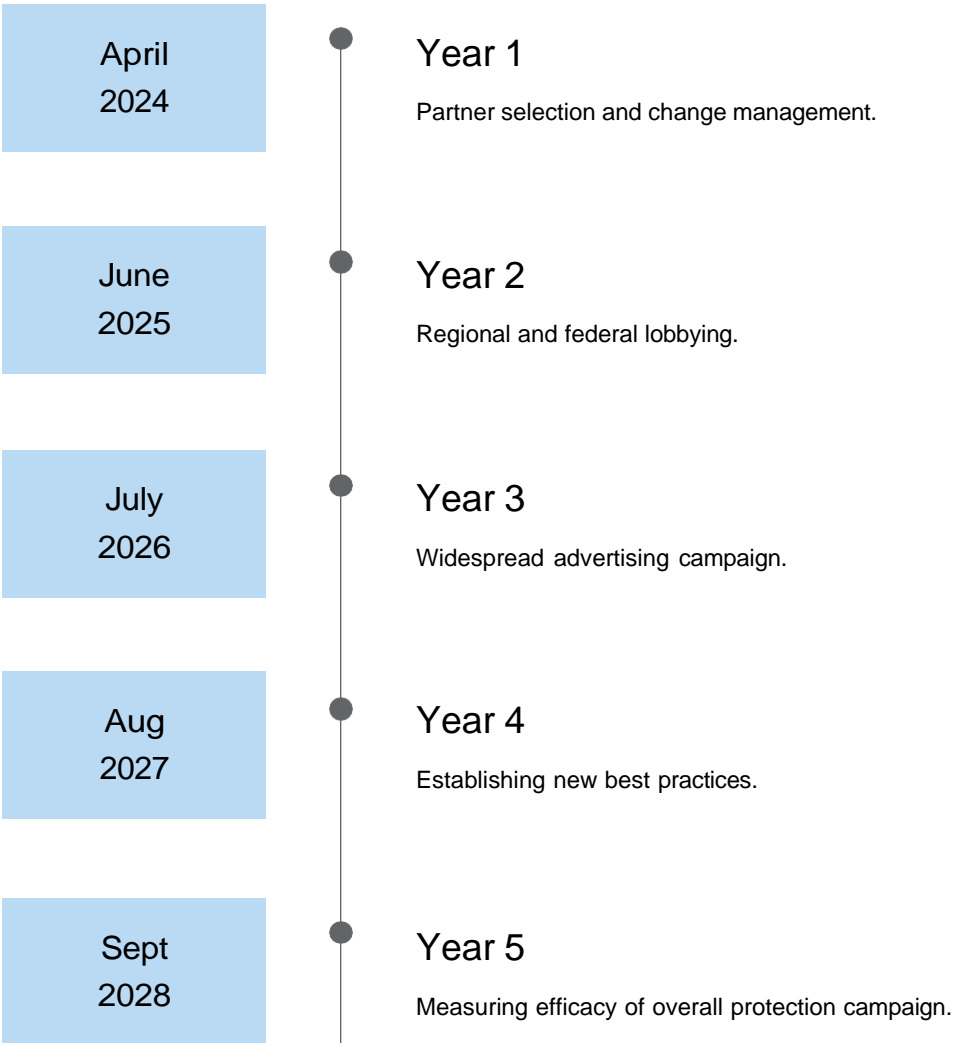 April
2024
Year 1
Partner selection and change management.
June
2025
Year 2
Regional and federal lobbying.
July
2026
Year 3
Widespread advertising campaign.
Aug
2027
Year 4
Establishing new best practices.
Sept
2028
Year 5
Measuring efficacy of overall protection campaign.